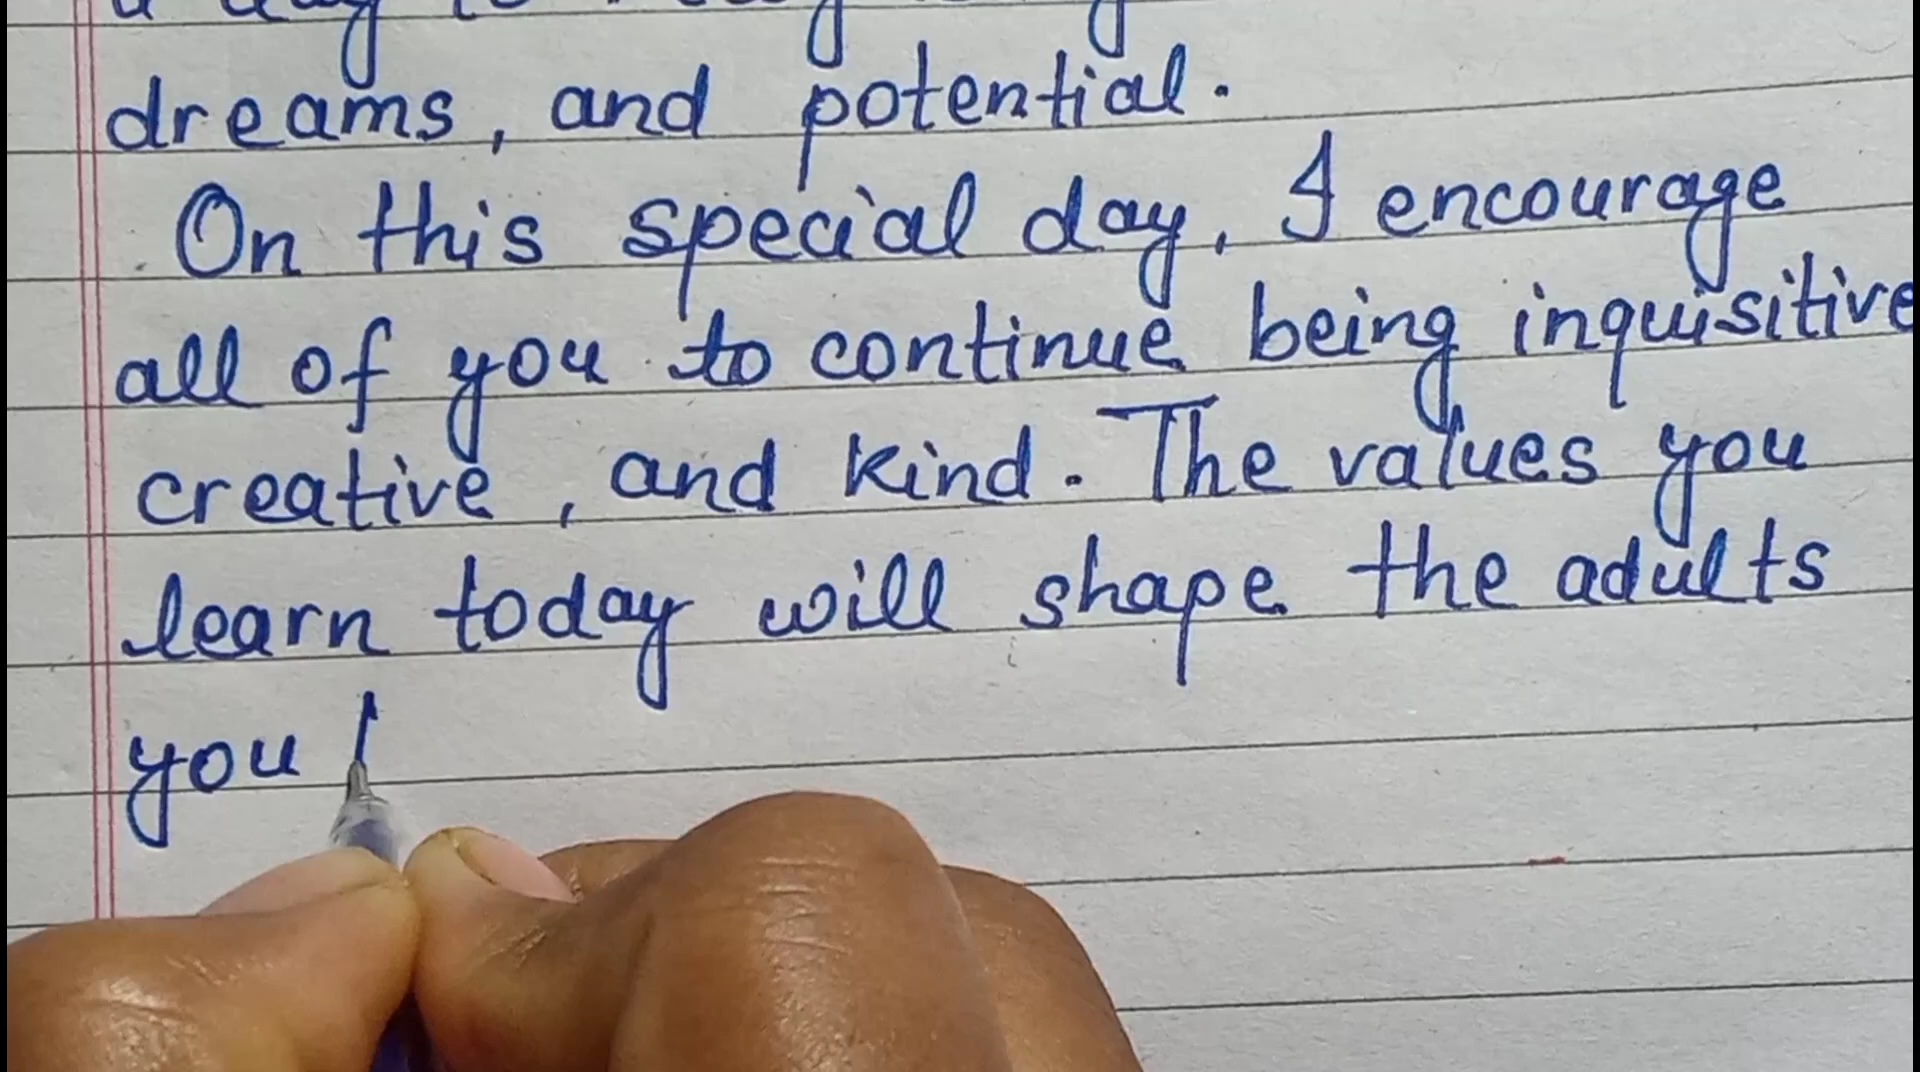 dreams, and potential.
On this special day, I encourage
all of you to continue being inquisitive
creative, and kind. The values you
learn today will shape the adults
you